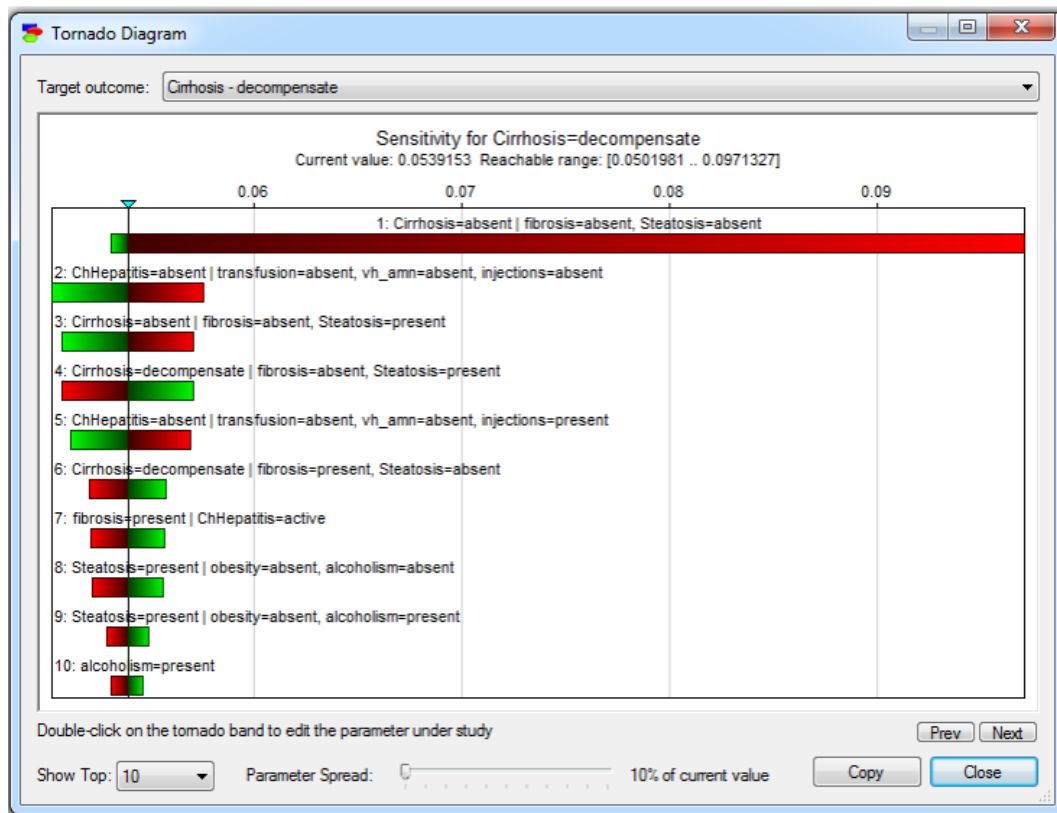 Tornado Diagram
Target outcome: Cirrhosis - decompensate
Sensitivity for Cirrhosis=decompensate
Current value: 0.0539153 Reachable range: [0.0501981 .. 0.0971327]
0.06 0.07 0.08 0.09
1: Cirrhosis=absent | fibrosis=absent, Steatosis=absent
2: ChHepatitis=absent | transfusion=absent, vh_amn=absent, injections=absent
3: Cirrhosis=absent | fibrosis=absent, Steatosis=present
4: Cirrhosis=decompensate | fibrosis=absent, Steatosis=present
5: ChHepatitis=absent | transfusion=absent, vh_amn=absent, injections=present
6: Cirrhosis=decompensate | fibrosis=present, Steatosis=absent
7: fibrosis=present | ChHepatitis=active
8: Steatosis=present | obesity=absent, alcoholism=absent
9: Steatosis=present | obesity=absent, alcoholism=present
10: alcoholism=present
Double-click on the tornado band to edit the parameter under study Prev Next
Show Top: 10 Parameter Spread: 10% of current value Copy Close